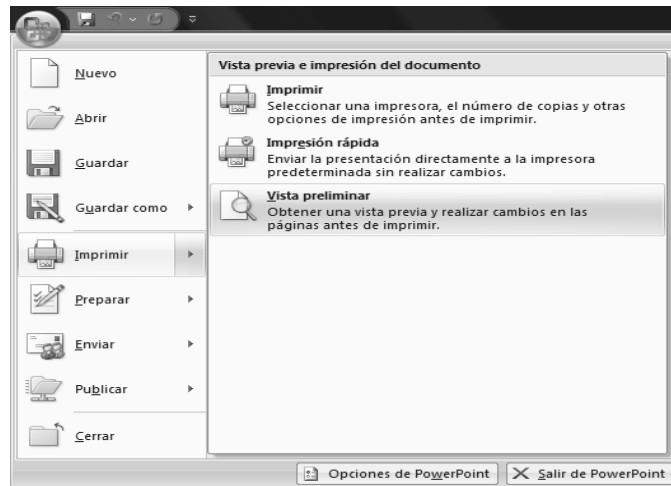 Nuevo
Abrir
Guardar
Guardar como
Imprimir
Preparar
Enviar
Publicar
Cerrar
Vista previa e impresión del documento
Imprimir
Seleccionar una impresora, el número de copias y otras
opciones de impresión antes de imprimir.
Impresión rápida
Enviar la presentación directamente a la impresora
predeterminada sin realizar cambios.
Vista preliminar
Obtener una vista previa y realizar cambios en las
páginas antes de imprimir.
Opciones de PowerPoint
Salir de PowerPoint